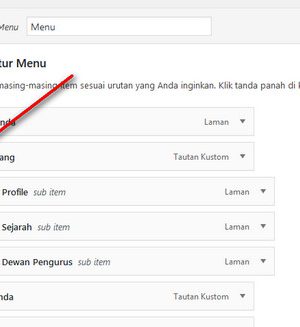 Menu Menu
tur Menu
masing-masing item sesuai urutan yang Anda inginkan. Klik tanda panah di k
nda Laman
ang Tautan Kustom
Profile sub item Laman
Sejarah sub item Laman
Dewan Pengurus sub item Laman
nda Tautan Kustom